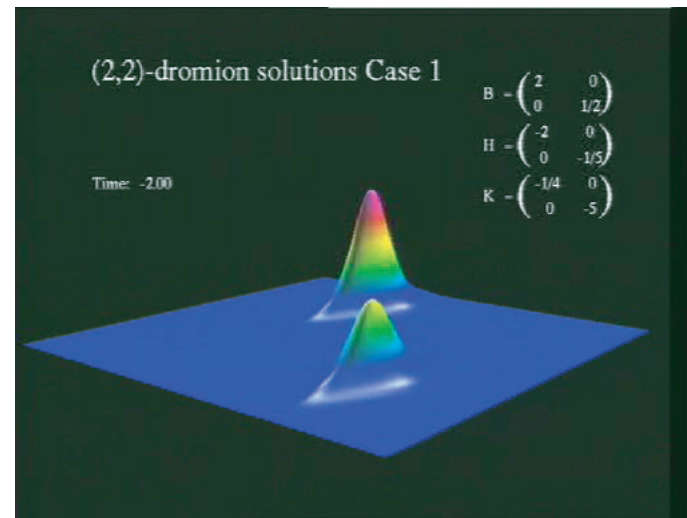 (2,2)-dromion solutions Case 1
B = (2 0
0 1/2)
H = (-2 0
0 -1/5)
K = (-1/4 0
0 -5)
Time: -2.00